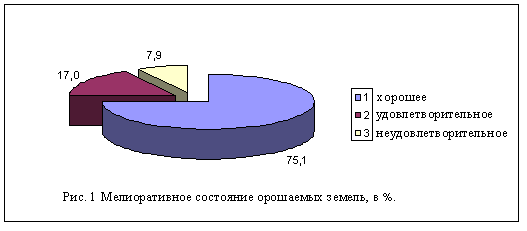 7,9
17,0
75,1
1 хорошее
2 удовлетворительное
3 неудовлетворительное
Рис. 1 Мелиоративное состояние орошаемых земель, в %.